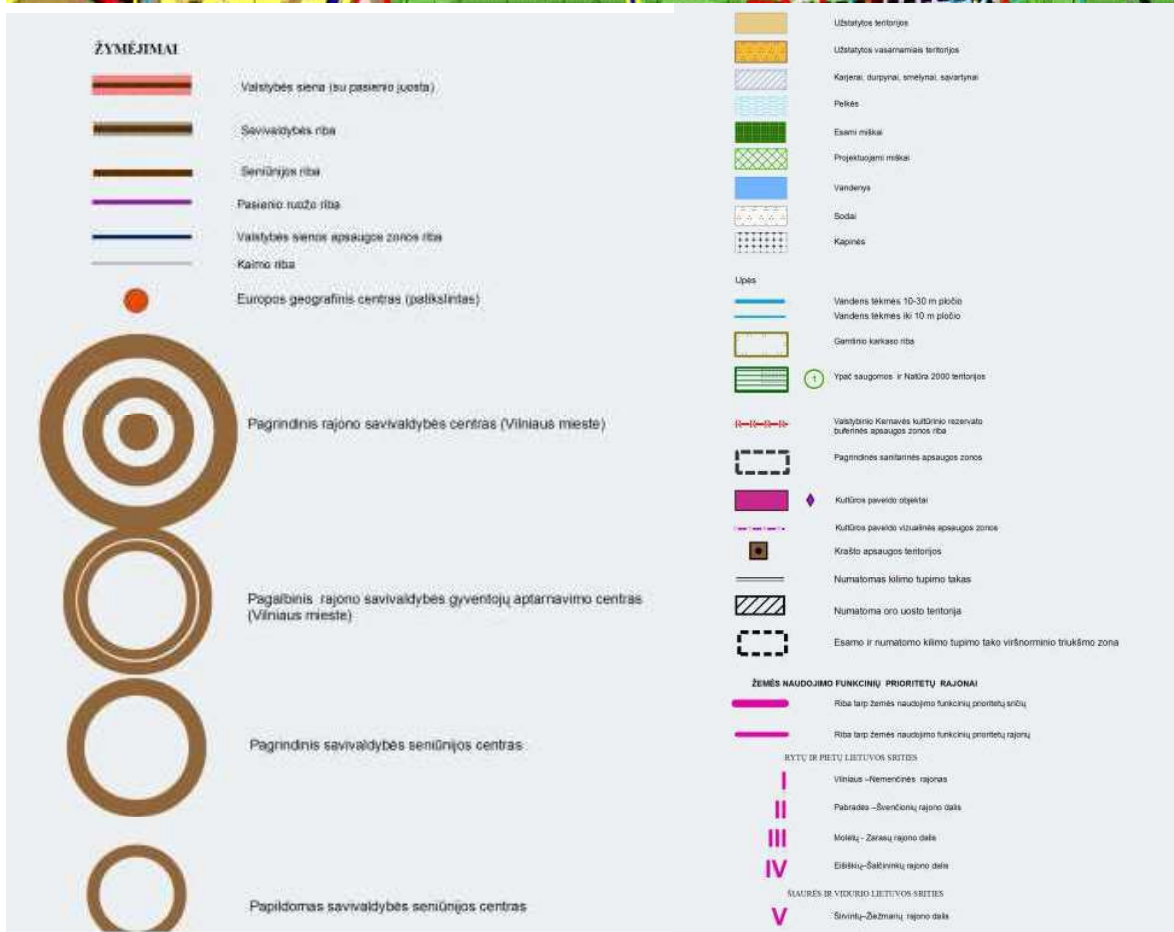 ŽYMĖJIMAI
Valstybės siena (su pasienio juosta)
Savivaldybės riba
Seniūnijos riba
Pasienio ruožo riba
Valstybės sienos apsaugos zonos riba
Kaimo riba
Europos geografinis centras (patikslintas)
Pagrindinis rajono savivaldybės centras (Vilniaus mieste)
Pagalbinis rajono savivaldybės gyventojų aptarnavimo centras
(Vilniaus mieste)
Pagrindinis savivaldybės seniūnijos centras
Papildomas savivaldybės seniūnijos centras
Užstatytos teritorijos
Užstatytos vasarnamiais teritorijos
Karjerai, durpynai, smėlynai, sąvartynai
Pelkės
Esami miškai
Projektuojami miškai
Vandenys
Sodai
Kapinės
Upės
Vandens tėkmės 10-30 m pločio
Vandens tėkmės iki 10 m pločio
Gamtinio karkaso riba
1 Ypač saugomos ir Natūra 2000 teritorijos
Valstybinio Kernavės kultūrinio rezervato
buferinės apsaugos zonos riba
Pagrindinės sanitarinės apsaugos zonos
Kultūros paveldo objektai
Kultūros paveldo vizualinės apsaugos zonos
Krašto apsaugos teritorijos
Numatomas kilimo tupimo takas
Numatoma oro uosto teritorija
Esamo ir numatomo kilimo tupimo tako viršnorminio triukšmo zona
ŽEMĖS NAUDOJIMO FUNKCINIŲ PRIORITETŲ RAJONAI
Riba tarp žemės naudojimo funkcinių prioritetų sričių
Riba tarp žemės naudojimo funkcinių prioritetų rajonų
RYTŲ IR PIETŲ LIETUVOS SRITIES
I Vilniaus –Nemenčinės rajonas
II Pabradės –Švenčionių rajono dalis
III Molėtų - Zarasų rajono dalis
IV Eišiškių–Šalčininkų rajono dalis
ŠIAURĖS IR VIDURIO LIETUVOS SRITIES
V Širvintų–Žiežmarių rajono dalis